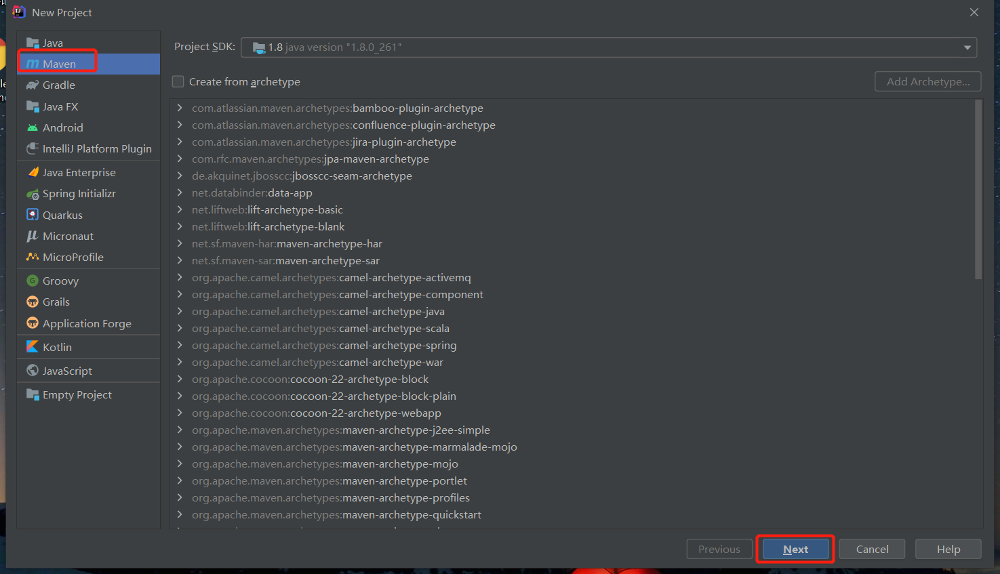 New Project
Java
Maven
Gradle
Java FX
Android
IntelliJ Platform Plugin
Java Enterprise
Spring Initializr
Quarkus
Micronaut
MicroProfile
Groovy
Grails
Application Forge
Kotlin
JavaScript
Empty Project
Project SDK: 1.8 java version "1.8.0_261"
Create from archetype
Add Archetype...
com.atlassian.maven.archetypes:bamboo-plugin-archetype
com.atlassian.maven.archetypes:confluence-plugin-archetype
com.atlassian.maven.archetypes:jira-plugin-archetype
com.rfc.maven.archetypes:jpa-maven-archetype
de.akquinet.jbosscc:jbosscc-seam-archetype
net.databinder:data-app
net.liftweb:lift-archetype-basic
net.liftweb:lift-archetype-blank
net.sf.maven-har:maven-archetype-har
net.sf.maven-sar:maven-archetype-sar
org.apache.camel.archetypes:camel-archetype-activemq
org.apache.camel.archetypes:camel-archetype-component
org.apache.camel.archetypes:camel-archetype-java
org.apache.camel.archetypes:camel-archetype-scala
org.apache.camel.archetypes:camel-archetype-spring
org.apache.camel.archetypes:camel-archetype-war
org.apache.cocoon:cocoon-22-archetype-block
org.apache.cocoon:cocoon-22-archetype-block-plain
org.apache.cocoon:cocoon-22-archetype-webapp
org.apache.maven.archetypes:maven-archetype-j2ee-simple
org.apache.maven.archetypes:maven-archetype-marmalade-mojo
org.apache.maven.archetypes:maven-archetype-mojo
org.apache.maven.archetypes:maven-archetype-portlet
org.apache.maven.archetypes:maven-archetype-profiles
org.apache.maven.archetypes:maven-archetype-quickstart
Previous
Next
Cancel
Help